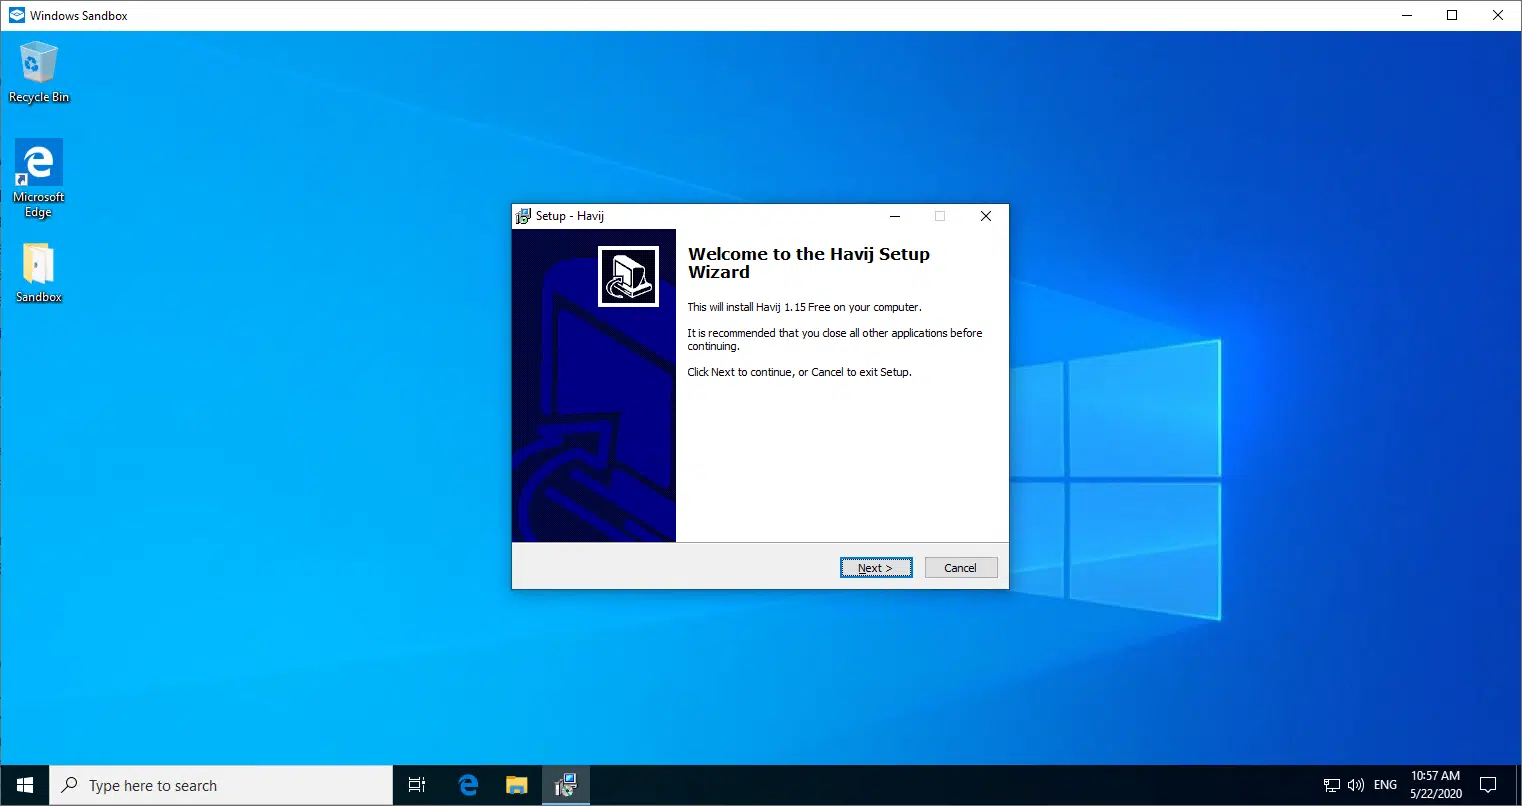 Windows Sandbox
Recycle Bin
Microsoft
Edge
Sandbox
Setup - Havij
Welcome to the Havij Setup
Wizard
This will install Havij 1.15 Free on your computer.
It is recommended that you close all other applications before
continuing.
Click Next to continue, or Cancel to exit Setup.
Next >
Cancel
Type here to search
ENG
10:57 AM
5/22/2020